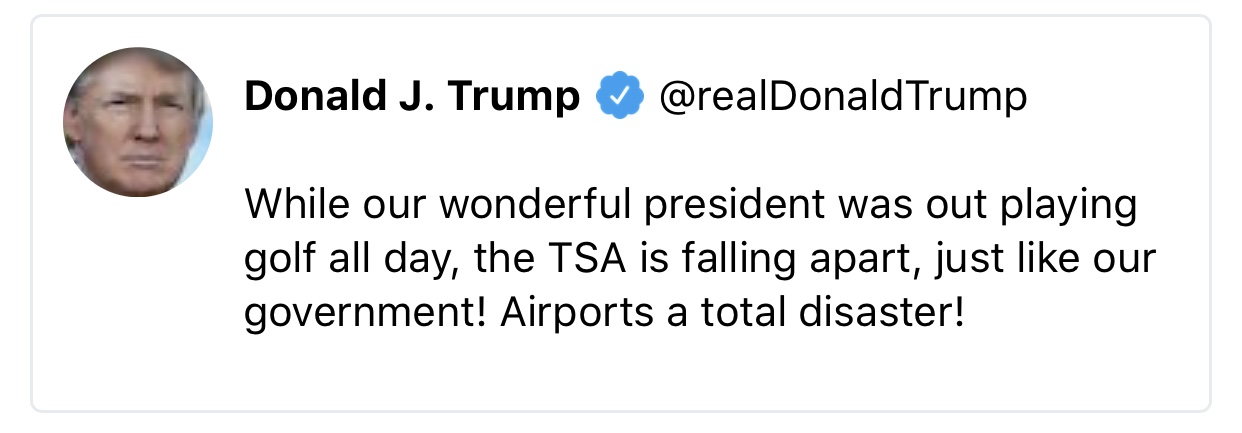 Donald J. Trump @realDonaldTrump
While our wonderful president was out playing
golf all day, the TSA is falling apart, just like our
government! Airports a total disaster!